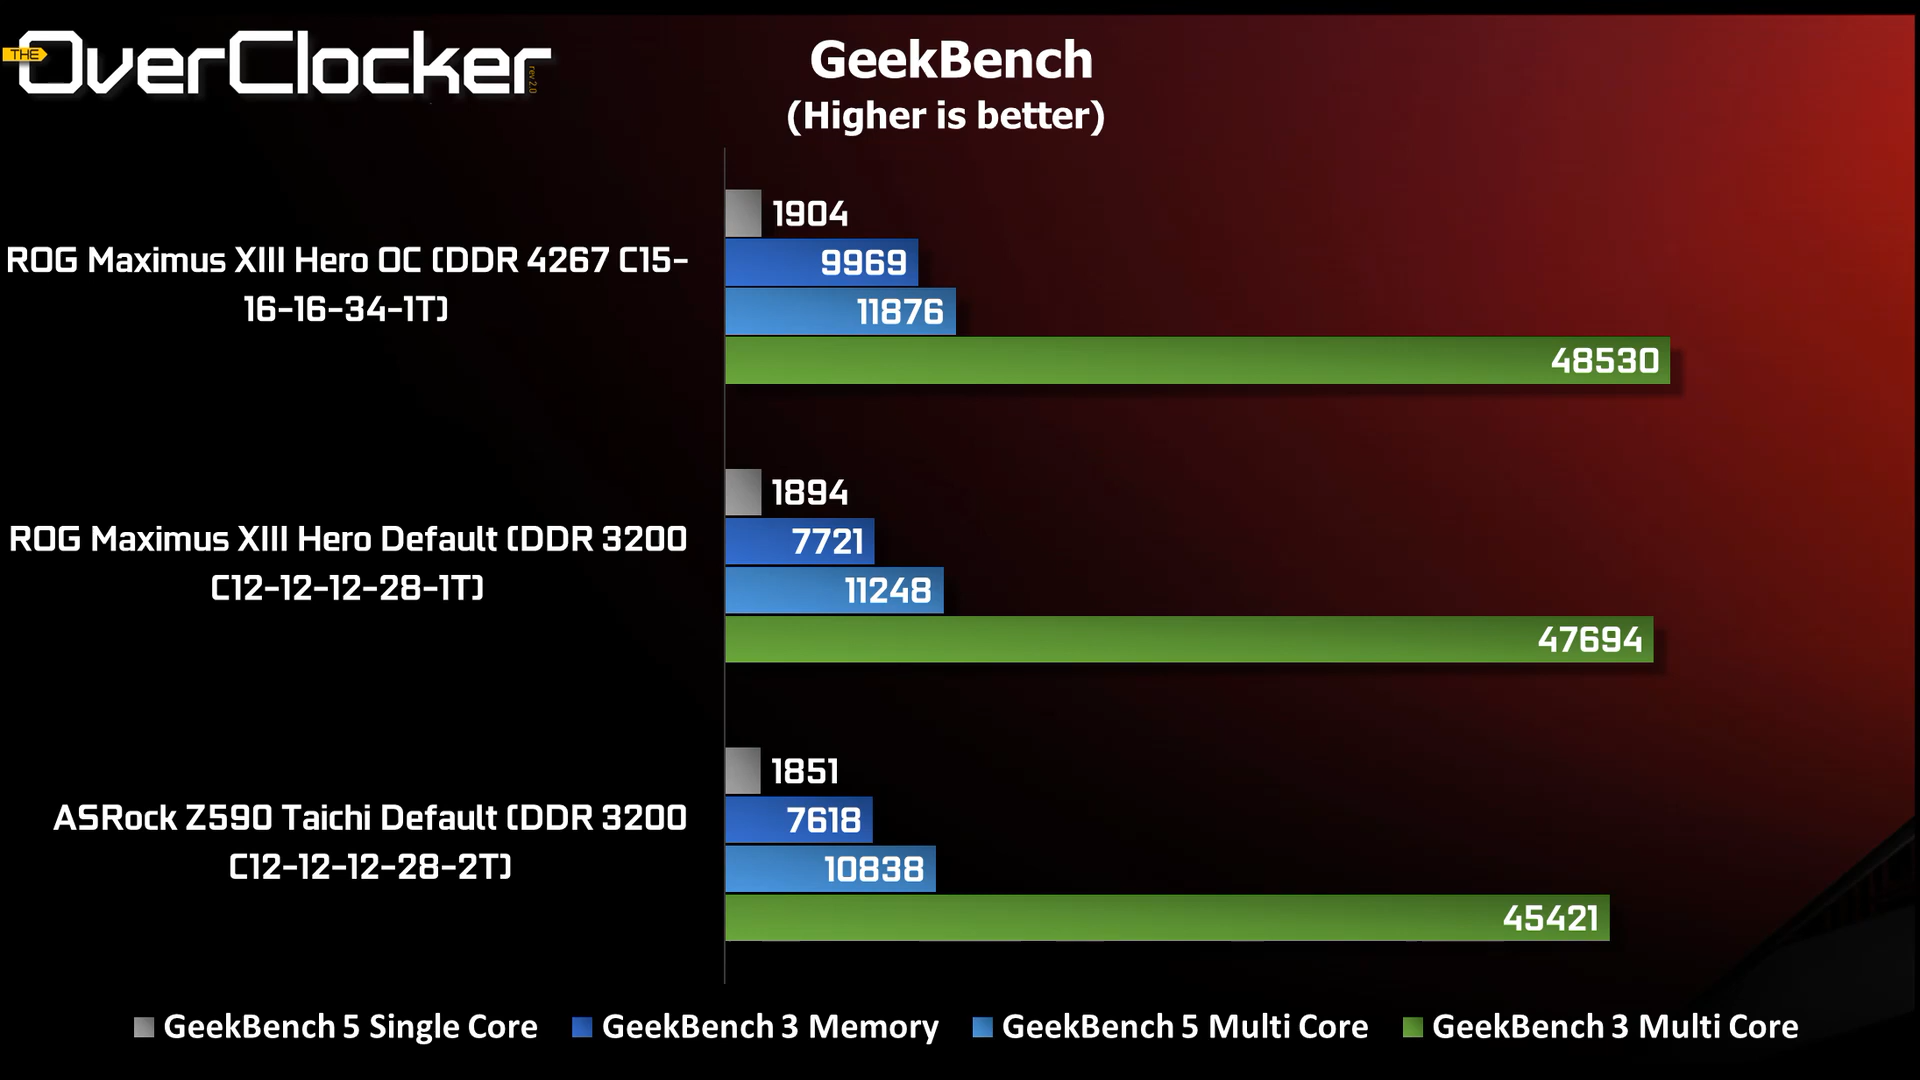 THE OverClocker rev 2.0
GeekBench
(Higher is better)
ROG Maximus XIII Hero OC (DDR 4267 C15-
16-16-34-1T)
1904
9969
11876
48530
ROG Maximus XIII Hero Default (DDR 3200
C12-12-12-28-1T)
1894
7721
11248
47694
ASRock Z590 Taichi Default (DDR 3200
C12-12-12-28-2T)
1851
7618
10838
45421
GeekBench 5 Single Core GeekBench 3 Memory GeekBench 5 Multi Core GeekBench 3 Multi Core